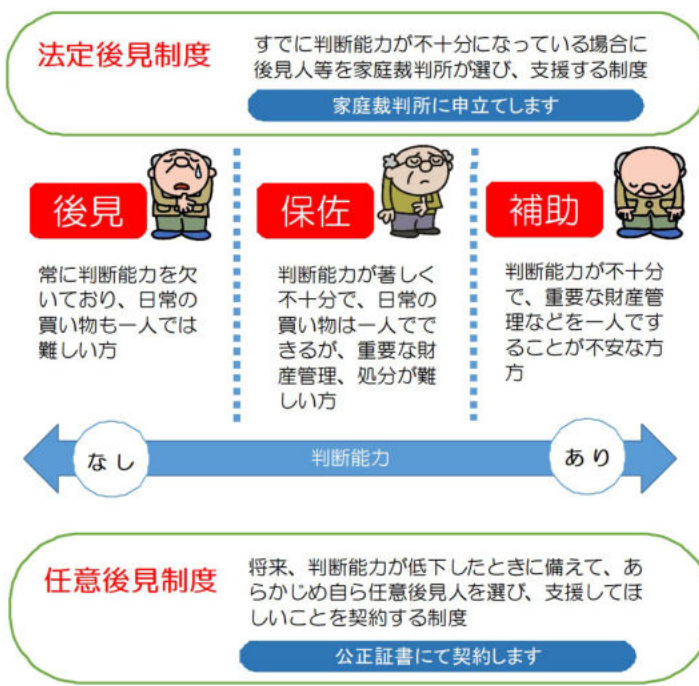 法定後見制度
すでに判断能力が不十分になっている場合に
後見人等を家庭裁判所が選び、支援する制度
家庭裁判所に申立てします
後見
常に判断能力を欠
いており、日常の
買い物も一人では
難しい方
保佐
判断能力が著しく
不十分で、日常の
買い物は一人でで
きるが、重要な財
産管理、処分が難
しい方
補助
判断能力が不十分
で、重要な財産管
理などを一人です
ることが不安な方
方
なし
判断能力
あり
任意後見制度
将来、判断能力が低下したときに備えて、あ
らかじめ自ら任意後見人を選び、支援してほ
しいことを契約する制度
公正証書にて契約します